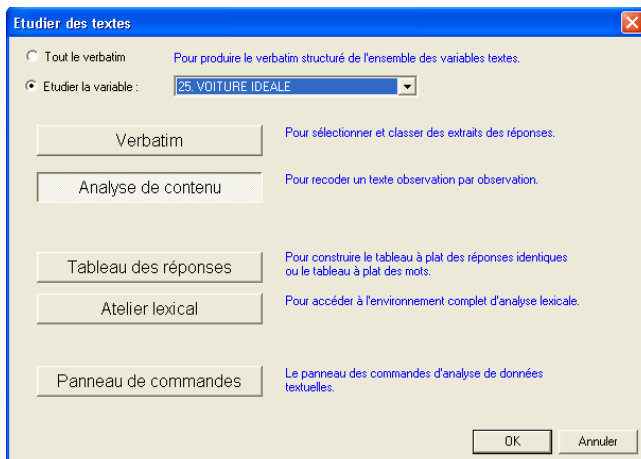 Etudier des textes
Tout le verbatim
Pour produire le verbatim structuré de l'ensemble des variables textes.
Etudier la variable :
25. VOITURE IDEALE
Verbatim
Pour sélectionner et classer des extraits des réponses.
Analyse de contenu
Pour recoder un texte observation par observation.
Tableau des réponses
Pour construire le tableau à plat des réponses identiques
ou le tableau à plat des mots.
Atelier lexical
Pour accéder à l'environnement complet d'analyse lexicale.
Panneau de commandes
Le panneau des commandes d'analyse de données
textuelles.
OK
Annuler